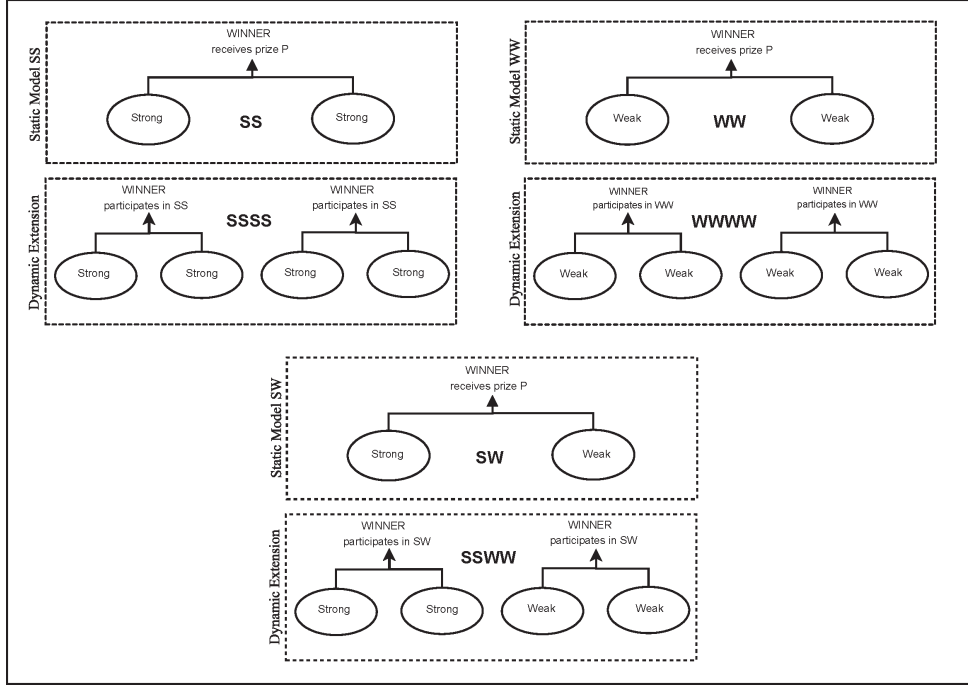 Static Model SS
WINNER
receives prize P
Strong
SS
Strong
Dynamic Extension
WINNER
participates in SS
SSSS
WINNER
participates in SS
Strong
Strong
Strong
Strong
Static Model WW
WINNER
receives prize P
Weak
WW
Weak
Dynamic Extension
WINNER
participates in WW
WWWW
WINNER
participates in WW
Weak
Weak
Weak
Weak
Static Model SW
WINNER
receives prize P
Strong
SW
Weak
Dynamic Extension
WINNER
participates in SW
SSWW
WINNER
participates in SW
Strong
Strong
Weak
Weak